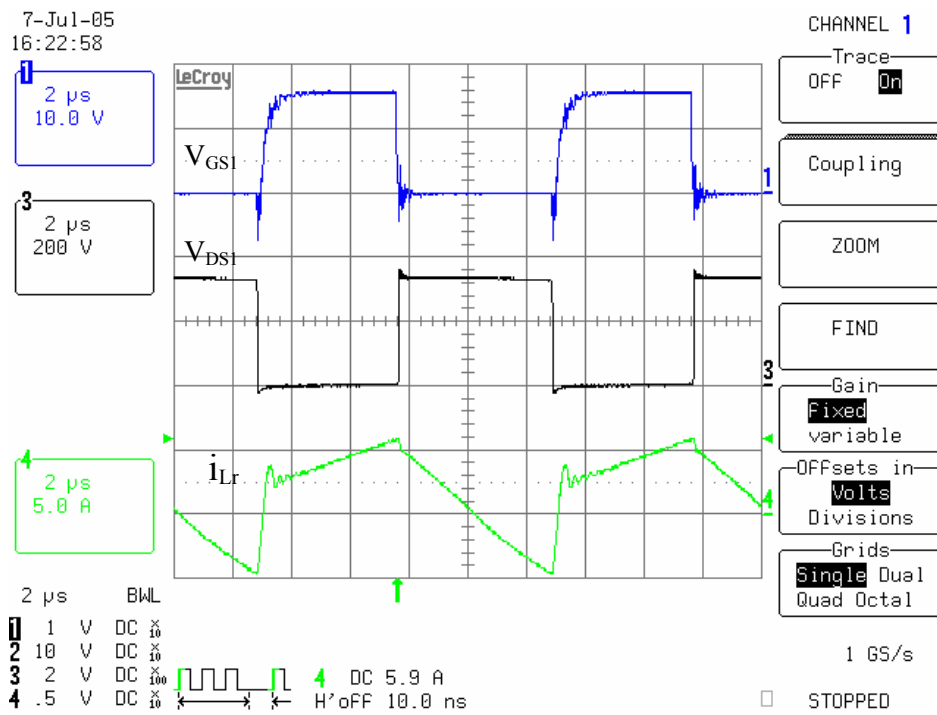 7-Jul-05
16:22:58
1
2 µs
10.0 V
3
2 µs
200 V
4
2 µs
5.0 A
LeCroy
VGS1
VDS1
iLr
1
3
4
CHANNEL 1
Trace
OFF On
Coupling
ZOOM
FIND
Gain
Fixed
variable
Offsets in
Volts
Divisions
Grids
Single Dual
Quad Octal
2 µs BWL
1 1 V DC x10
2 10 V DC x10
3 2 V DC x100
4 .5 V DC x10
4 DC 5.9 A
H'oFF 10.0 ns
1 GS/s
STOPPED